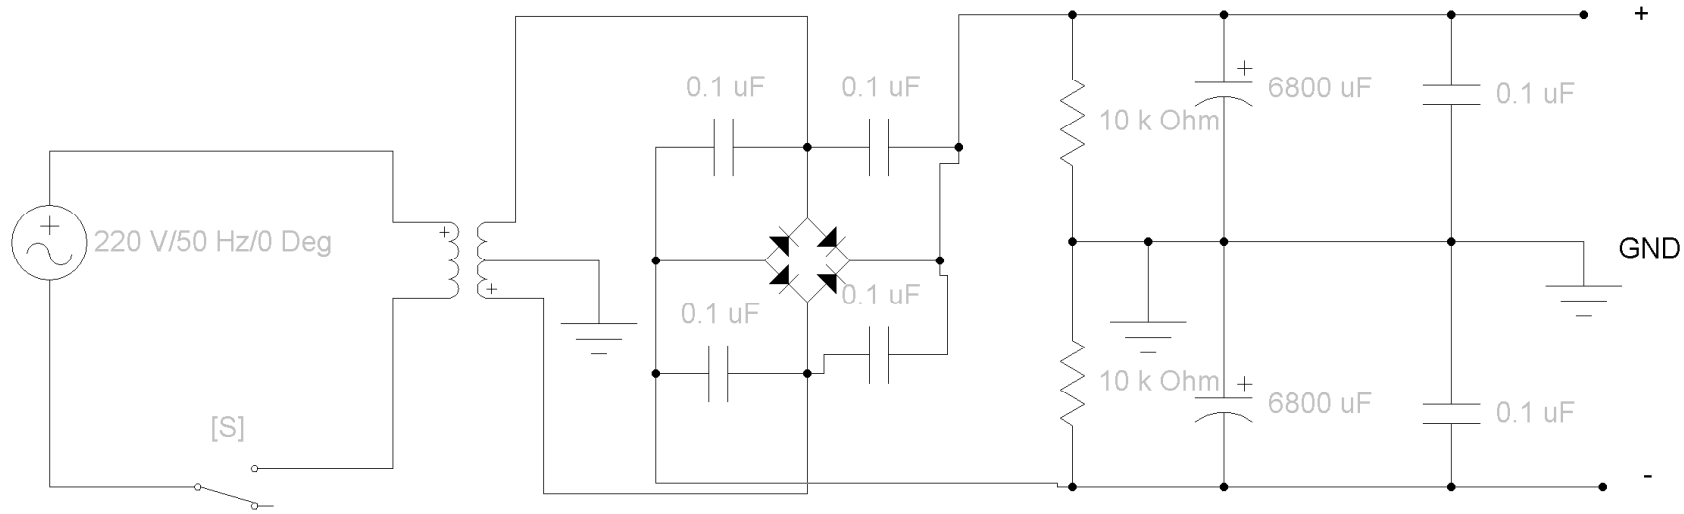 +
0.1 uF
0.1 uF
+
6800 uF
0.1 uF
10 k Ohm
+
220 V/50 Hz/0 Deg
+
GND
+
0.1 uF
0.1 uF
10 k Ohm
+
6800 uF
0.1 uF
[S]
-